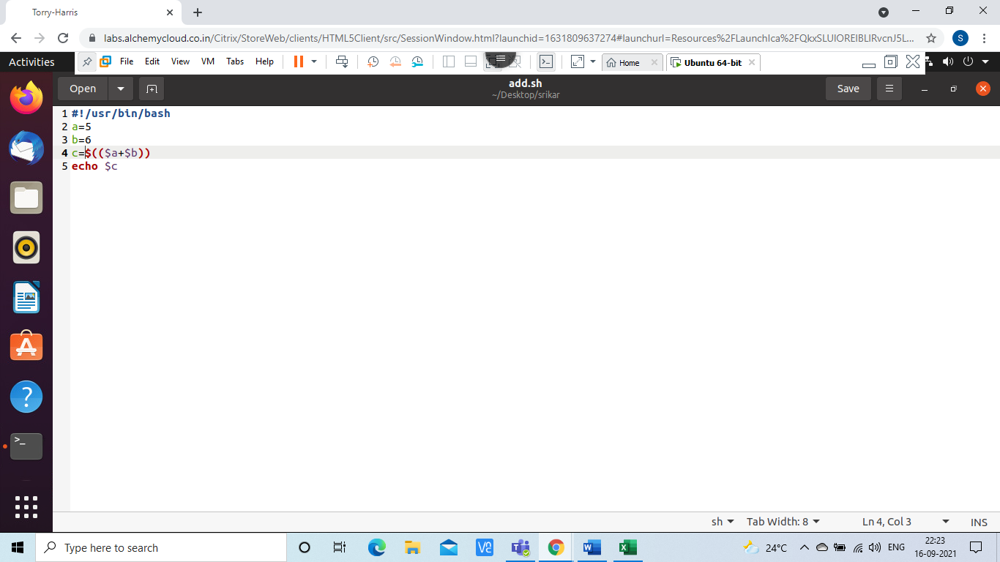 Torry-Harris
labs.alchemycloud.co.in/Citrix/StoreWeb/clients/HTML5Client/src/SessionWindow.html?launchid=1631809637274#launchurl=Resources%2FLaunchIca%2FQkxSLUlOREIBLlRvcnJ5L...
S
Activities
File Edit View VM Tabs Help
Home
Ubuntu 64-bit
Open
add.sh
~/Desktop/srikar
Save
1 #!/usr/bin/bash
2 a=5
3 b=6
4 c=$(($a+$b))
5 echo $c
sh Tab Width: 8 Ln 4, Col 3 INS
Type here to search
24°C
ENG
22:23
16-09-2021